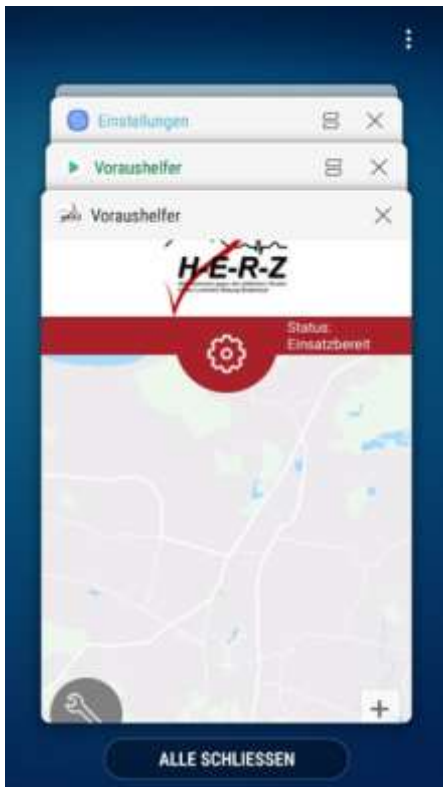 Einstellungen
Voraushelfer
Voraushelfer
H-E-R-Z
Status:
Einsatzbereit
ALLE SCHLIESSEN